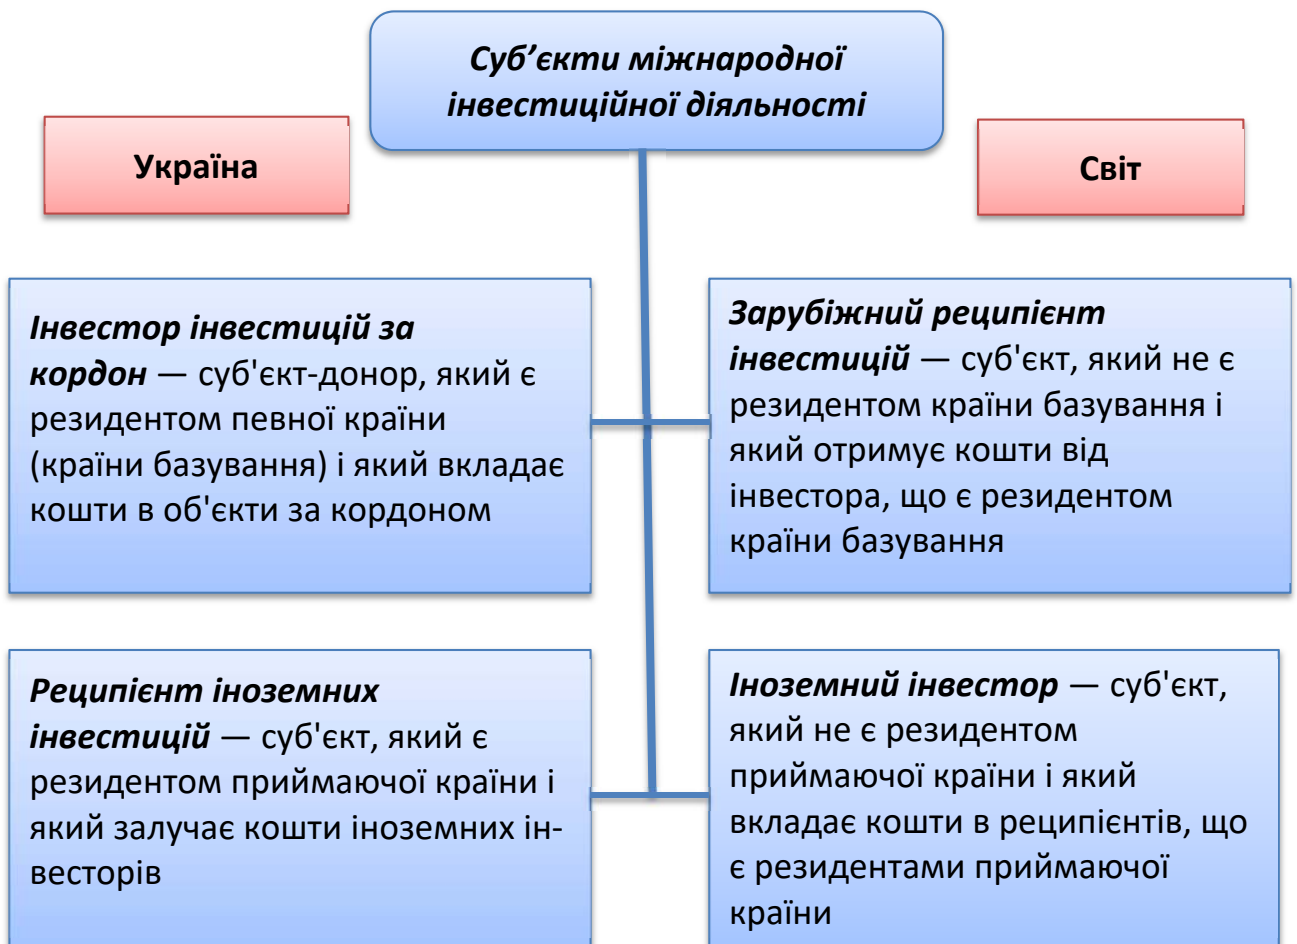 Суб’єкти міжнародної
інвестиційної діяльності
Україна
Світ
Інвестор інвестицій за
кордон — суб'єкт-донор, який є
резидентом певної країни
(країни базування) і який вкладає
кошти в об'єкти за кордоном
Зарубіжний реципієнт
інвестицій — суб'єкт, який не є
резидентом країни базування і
який отримує кошти від
інвестора, що є резидентом
країни базування
Реципієнт іноземних
інвестицій — суб'єкт, який є
резидентом приймаючої країни і
який залучає кошти іноземних ін-
весторів
Іноземний інвестор — суб'єкт,
який не є резидентом
приймаючої країни і який
вкладає кошти в реципієнтів, що
є резидентами приймаючої
країни